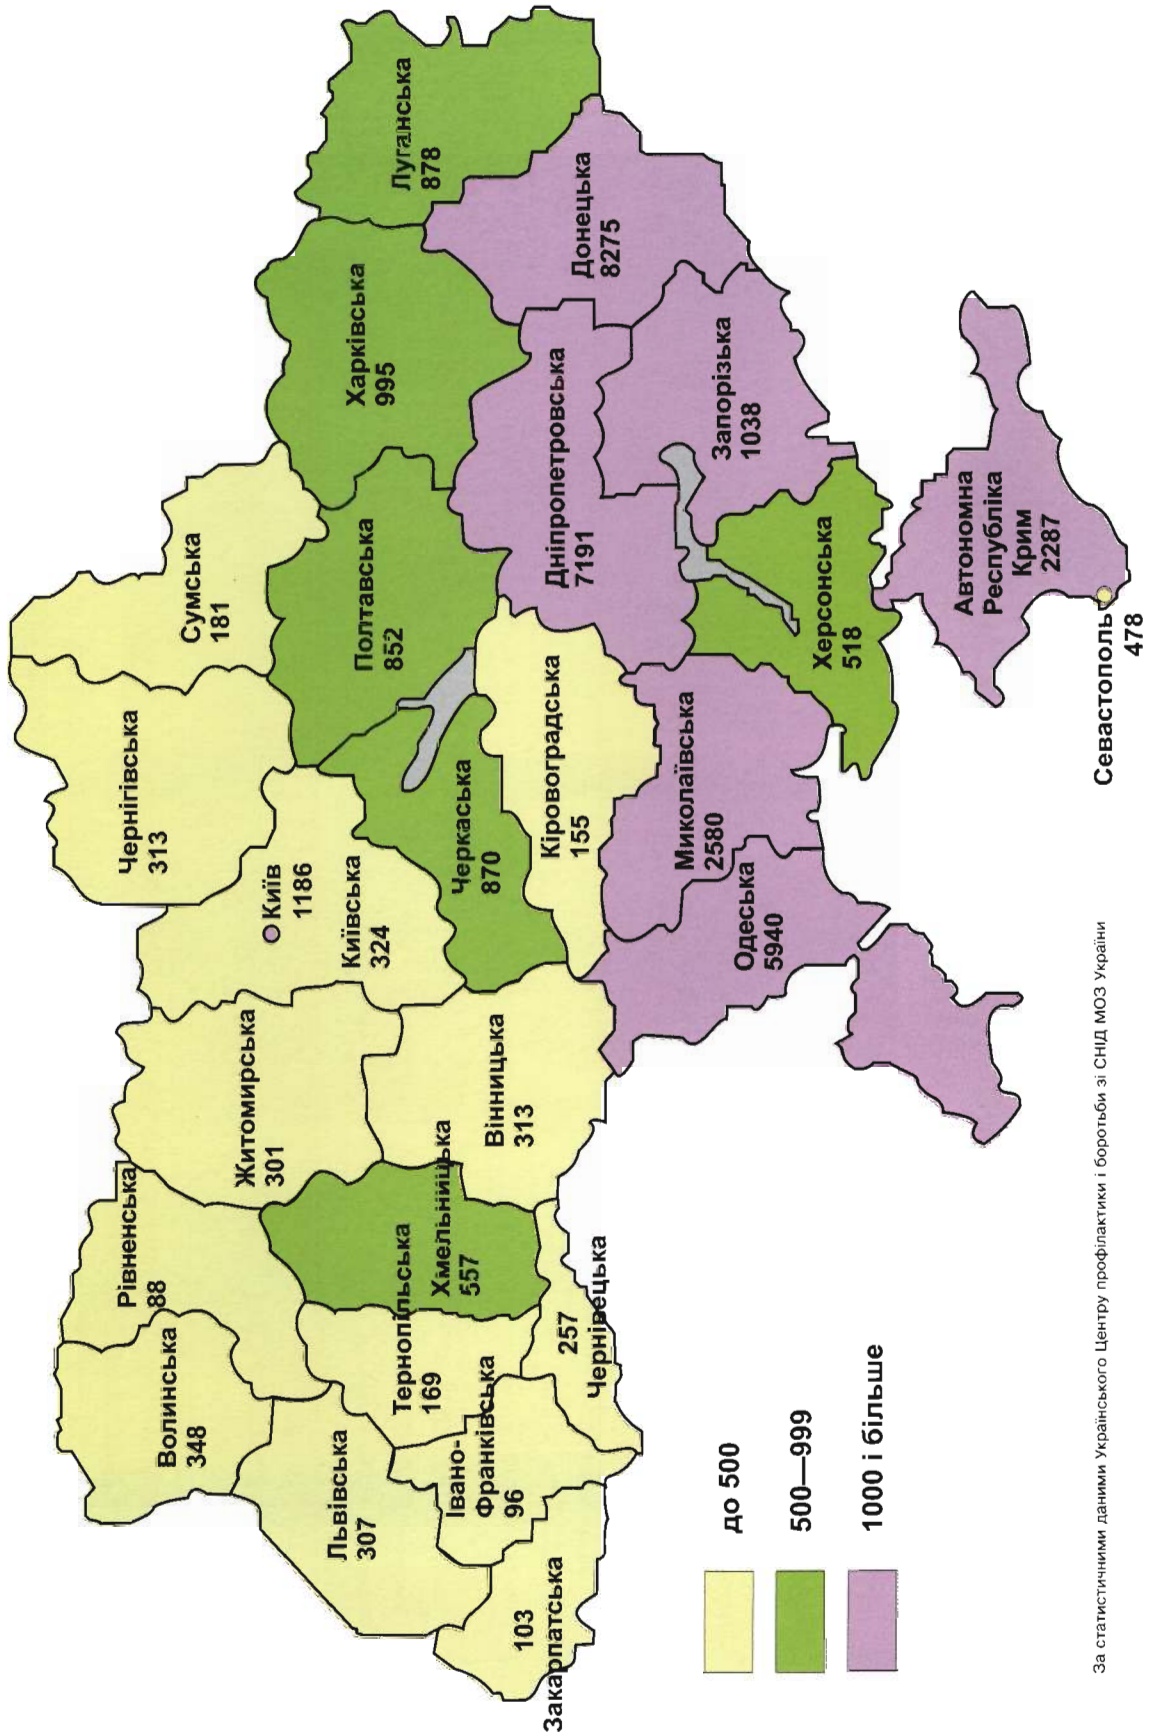 Волинська
348
Рівненська
88
Житомирська
301
Чернігівська
313
Сумська
181
Київ
1186
Київська
324
Львівська
307
Тернопільська
169
Хмельницька
557
Вінницька
313
Івано-
Франківська
96
103
Закарпатська
257
Чернівецька
Черкаська
870
Полтавська
852
Харківська
995
Луганська
878
Кіровоградська
155
Дніпропетровська
7191
Донецька
8275
Запорізька
1038
Миколаївська
2580
Одеська
5940
Херсонська
518
Автономна
Республіка
Крим
2287
Севастополь
478
до 500
500—999
1000 і більше
За статистичними даними Українського Центру профілактики і боротьби зі СНІД МОЗ України